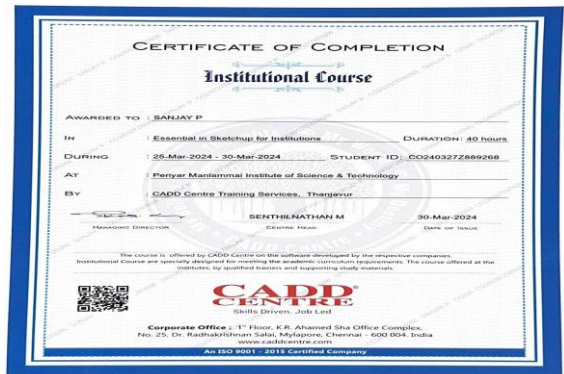 CERTIFICATE OF COMPLETION
Institutional Course
AWARDED TO : SANJAY P
IN : Essential in Sketchup for Institutions DURATION: 40 hours
DURING : 25-Mar-2024 - 30-Mar-2024 STUDENT ID: CO240327Z889268
AT : Periyar Maniammai Institute of Science & Technology
BY : CADD Centre Training Services, Thanjavur
SENTHILNATHAN M 30-Mar-2024
MANAGING DIRECTOR CENTRE HEAD DATE OF ISSUE
The course is offered by CADD Centre on the software developed by the respective companies.
Institutional Course are specially designed for meeting the academic curriculum requirements. The course offered at the
institutes, by qualified trainers and supporting study materials.
CADD
CENTRE
Skills Driven. Job Led
Corporate Office : 1st Floor, K.R. Ahamed Sha Office Complex,
No. 25, Dr. Radhakrishnan Salai, Mylapore, Chennai - 600 004. India
www.caddcentre.com
An ISO 9001 - 2015 Certified Company